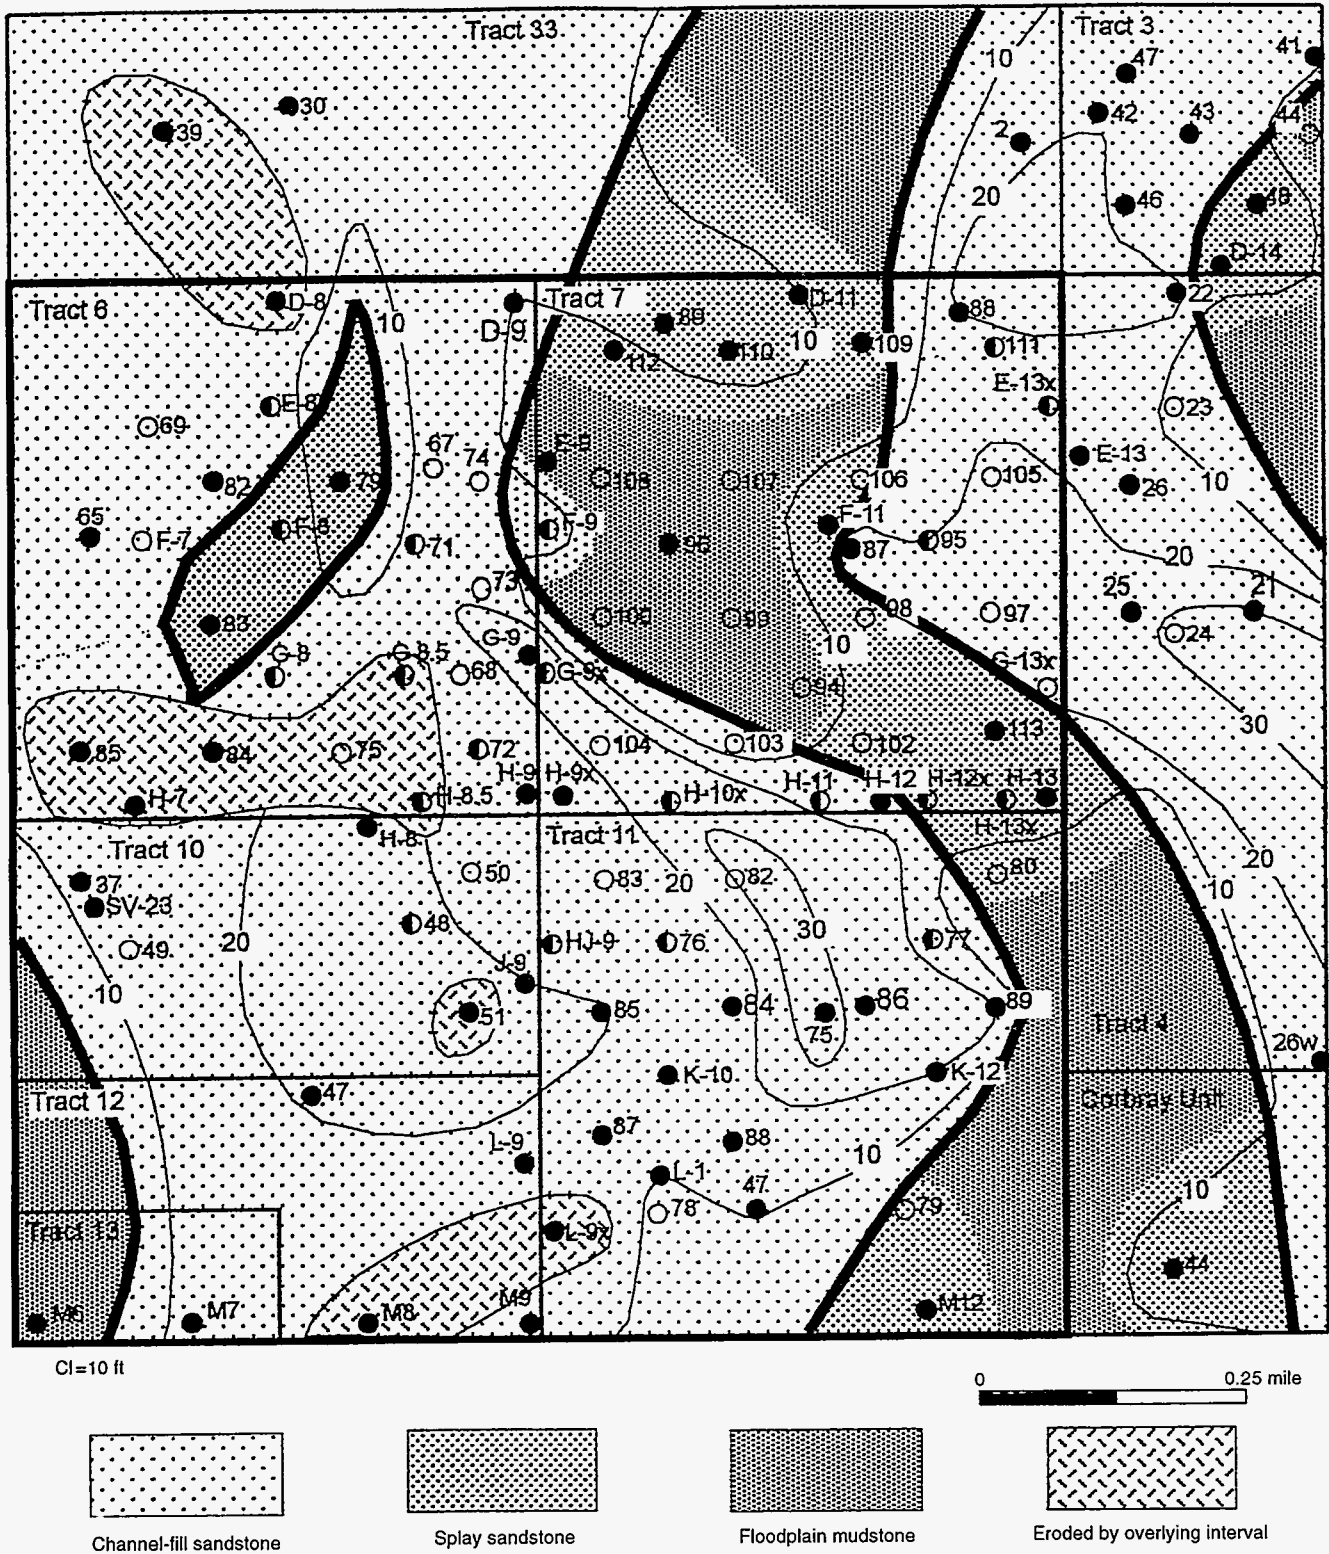 Tract 33
Tract 3
41
47
10
30
39
42
43
44
2
20
46
48
D-14
Tract 6
D-8
10
D-9
Tract 7
D-11
89
88
22
112
110
10
109
111
E-13x
E-8
69
23
67
74
E-9
E-13
82
79
108
107
106
105
26
10
65
F-7
F-8
71
F-9
96
F-11
87
95
20
73
25
21
83
100
99
98
97
24
G-8
G-8.5
G-9
68
G-9x
10
G-13x
94
30
113
85
84
75
72
104
103
102
H-9
H-9x
H-11
H-12
H-12x
H-13
H-7
H-8.5
H-10x
H-13x
Tract 10
H-8
Tract 11
37
50
83
20
82
80
20
10
SV-23
49
20
48
HJ-9
76
30
77
10
J-9
51
85
84
75
86
89
Tract 4
26w
K-10
K-12
Tract 12
47
Corbray Unit
87
88
L-9
L-1
10
47
78
79
10
Tract 13
L-9x
44
M6
M7
M8
M9
M12
CI=10 ft
0
0.25 mile
Channel-fill sandstone
Splay sandstone
Floodplain mudstone
Eroded by overlying interval